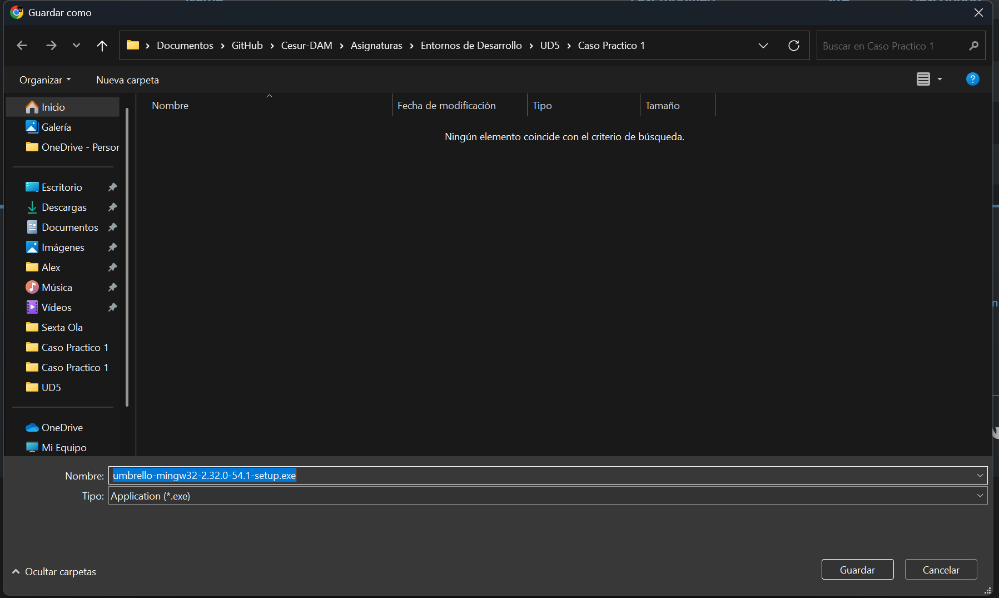 Guardar como
Documentos > GitHub > Cesur-DAM > Asignaturas > Entornos de Desarrollo > UD5 > Caso Practico 1
Buscar en Caso Practico 1
Organizar
Nueva carpeta
?
Nombre
Fecha de modificación
Tipo
Tamaño
Ningún elemento coincide con el criterio de búsqueda.
Inicio
Galería
OneDrive - Person
Escritorio
Descargas
Documentos
Imágenes
Alex
Música
Vídeos
Sexta Ola
Caso Practico 1
Caso Practico 1
UD5
OneDrive
Mi Equipo
Nombre: umbrello-mingw32-2.32.0-54.1-setup.exe
Tipo: Application (*.exe)
Ocultar carpetas
Guardar
Cancelar